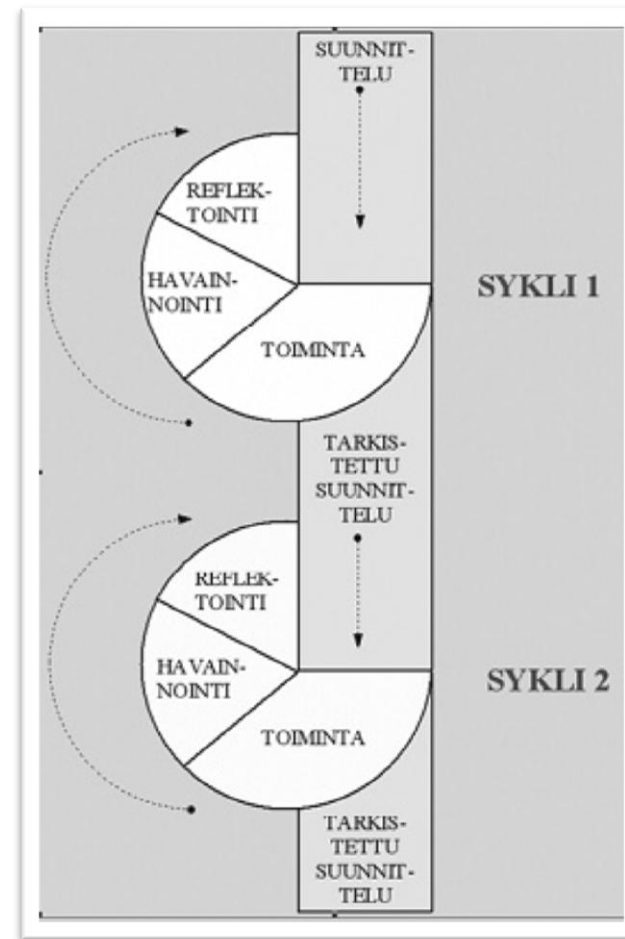 SUUNNIT-
TELU
REFLEK-
TOINTI
HAVAIN-
NOINTI
TOIMINTA
SYKLI 1
TARKIS-
TETTU
SUUNNIT-
TELU
REFLEK-
TOINTI
HAVAIN-
NOINTI
TOIMINTA
SYKLI 2
TARKIS-
TETTU
SUUNNIT-
TELU